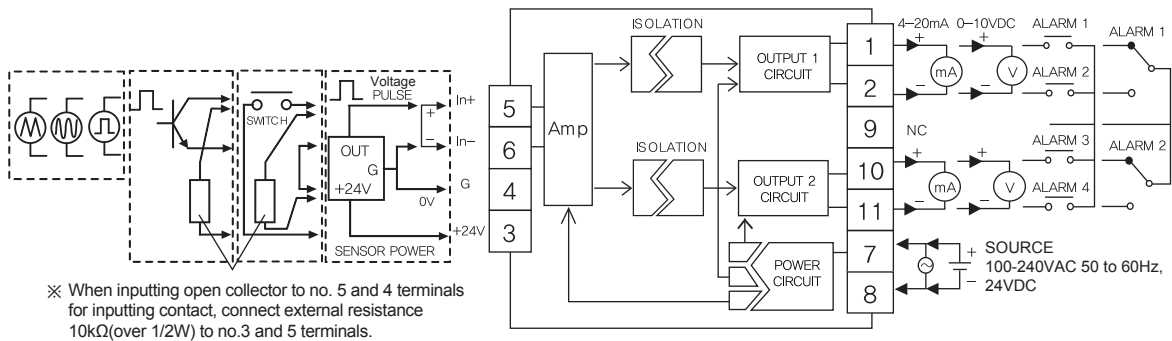 ISOLATION
4-20mA 0-10VDC ALARM 1
ALARM 1
OUTPUT 1
CIRCUIT
1
mA
V
ALARM 2
2
Voltage
PULSE
In+
+
−
In−
SWITCH
OUT
G
+24V
G
0V
+24V
SENSOR POWER
5
6
4
3
Amp
9
NC
ISOLATION
OUTPUT 2
CIRCUIT
10
11
mA
V
ALARM 3
ALARM 4
ALARM 2
POWER
CIRCUIT
7
8
+
−
SOURCE
100-240VAC 50 to 60Hz,
24VDC
※ When inputting open collector to no. 5 and 4 terminals
for inputting contact, connect external resistance
10kΩ(over 1/2W) to no.3 and 5 terminals.